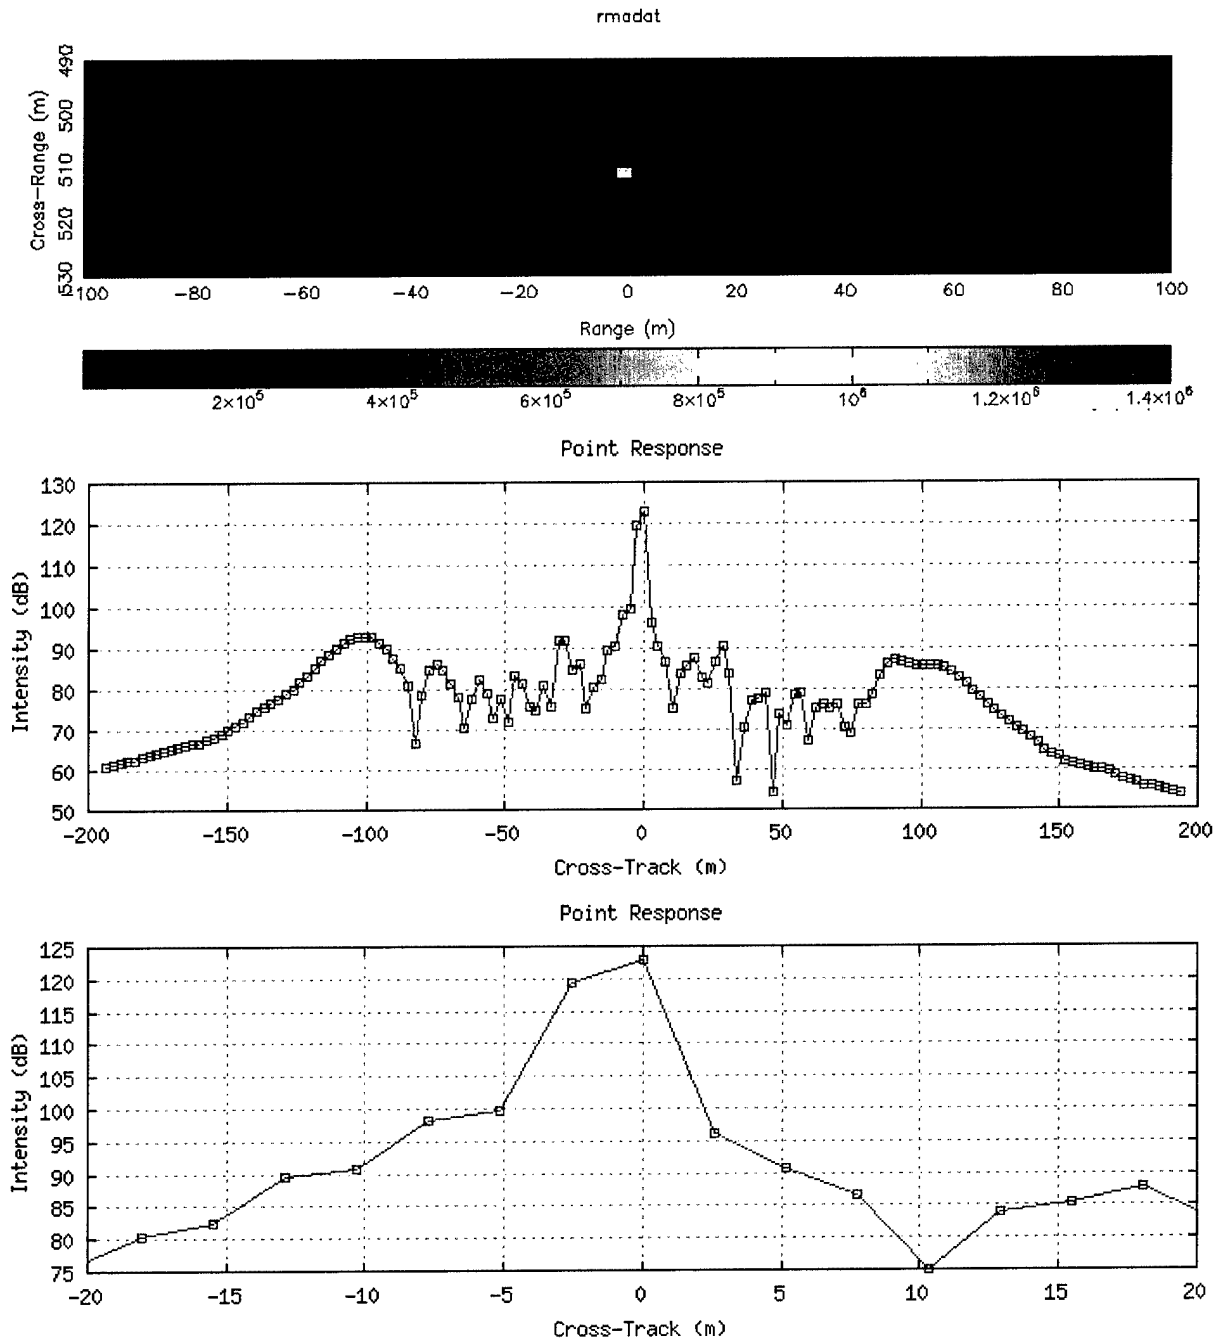 rmadat
Cross-Range (m)
490
500
510
520
530
-100 -80 -60 -40 -20 0 20 40 60 80 100
Range (m)
2×10⁵ 4×10⁵ 6×10⁵ 8×10⁵ 10⁶ 1.2×10⁶ 1.4×10⁶
Point Response
Intensity (dB)
130
120
110
100
90
80
70
60
50
-200 -150 -100 -50 0 50 100 150 200
Cross-Track (m)
Point Response
Intensity (dB)
125
120
115
110
105
100
95
90
85
80
75
-20 -15 -10 -5 0 5 10 15 20
Cross-Track (m)